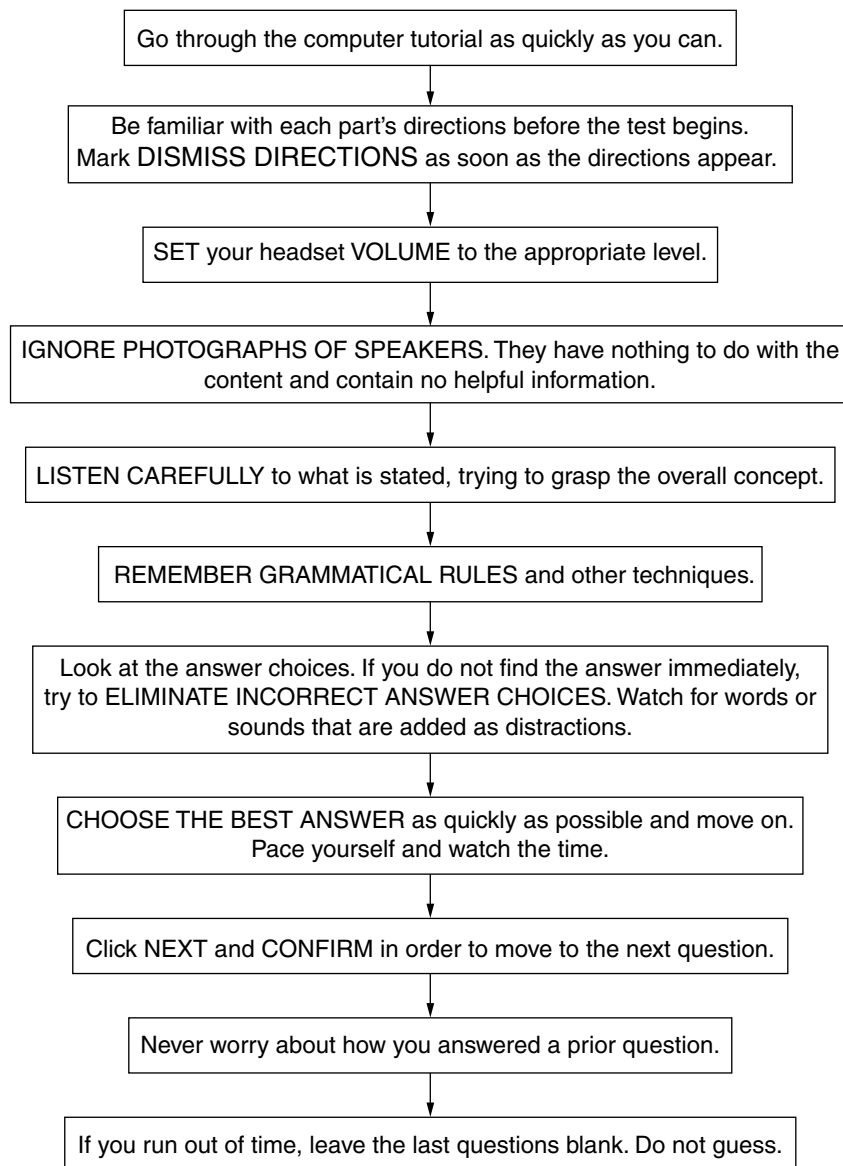 Go through the computer tutorial as quickly as you can.
Be familiar with each part's directions before the test begins.
Mark DISMISS DIRECTIONS as soon as the directions appear.
SET your headset VOLUME to the appropriate level.
IGNORE PHOTOGRAPHS OF SPEAKERS. They have nothing to do with the
content and contain no helpful information.
LISTEN CAREFULLY to what is stated, trying to grasp the overall concept.
REMEMBER GRAMMATICAL RULES and other techniques.
Look at the answer choices. If you do not find the answer immediately,
try to ELIMINATE INCORRECT ANSWER CHOICES. Watch for words or
sounds that are added as distractions.
CHOOSE THE BEST ANSWER as quickly as possible and move on.
Pace yourself and watch the time.
Click NEXT and CONFIRM in order to move to the next question.
Never worry about how you answered a prior question.
If you run out of time, leave the last questions blank. Do not guess.